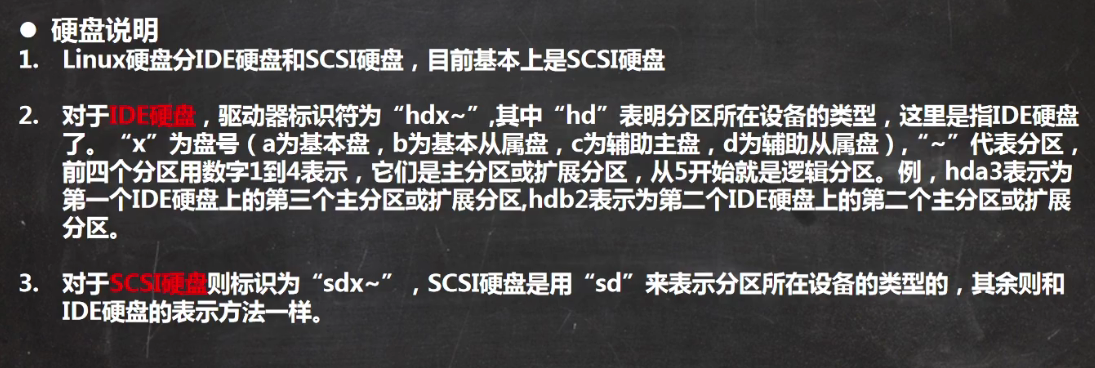 ● 硬盘说明
1. Linux硬盘分IDE硬盘和SCSI硬盘，目前基本上是SCSI硬盘
2. 对于IDE硬盘，驱动器标识符为“hdx~”,其中“hd”表明分区所在设备的类型，这里是指IDE硬盘
了。“x”为盘号（a为基本盘，b为基本从属盘，c为辅助主盘，d为辅助从属盘）,“~”代表分区，
前四个分区用数字1到4表示，它们是主分区或扩展分区，从5开始就是逻辑分区。例，hda3表示为
第一个IDE硬盘上的第三个主分区或扩展分区,hdb2表示为第二个IDE硬盘上的第二个主分区或扩展
分区。
3. 对于SCSI硬盘则标识为“sdx~”，SCSI硬盘是用“sd”来表示分区所在设备的类型的，其余则和
IDE硬盘的表示方法一样。